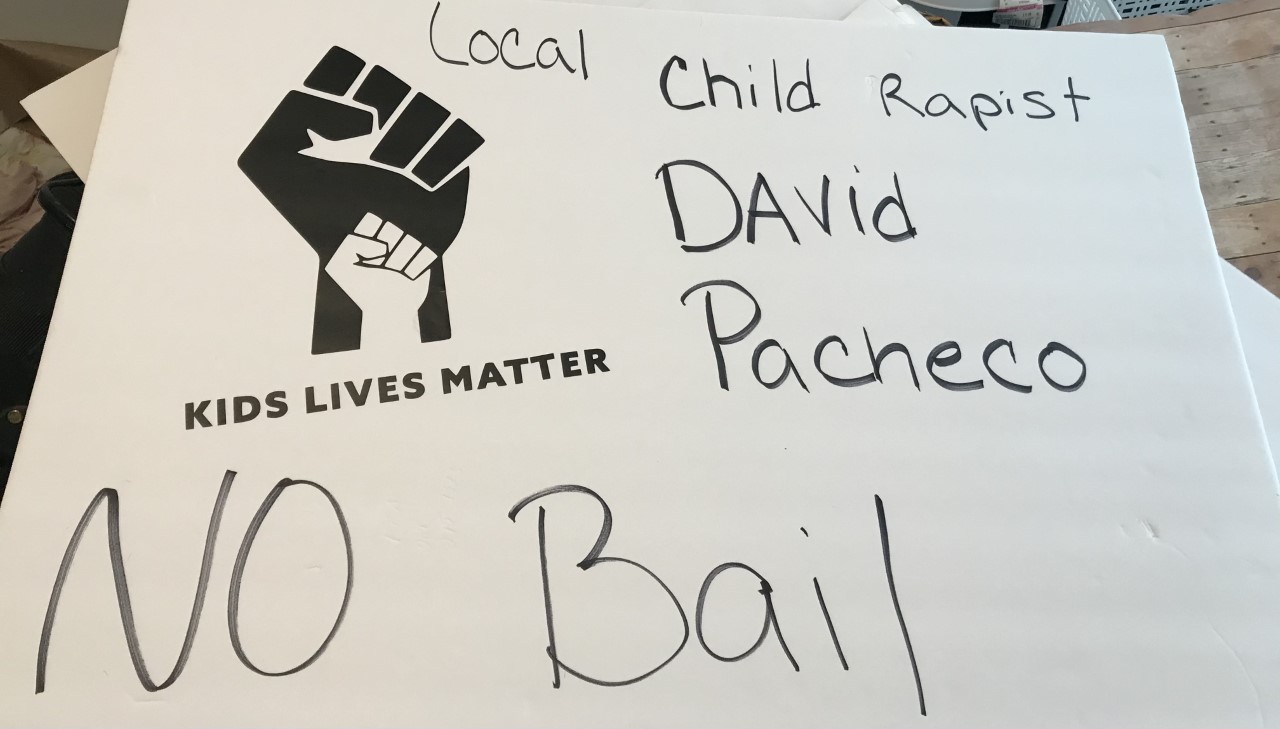 Local Child Rapist
DAVid
Pacheco
KIDS LIVES MATTER
NO Bail